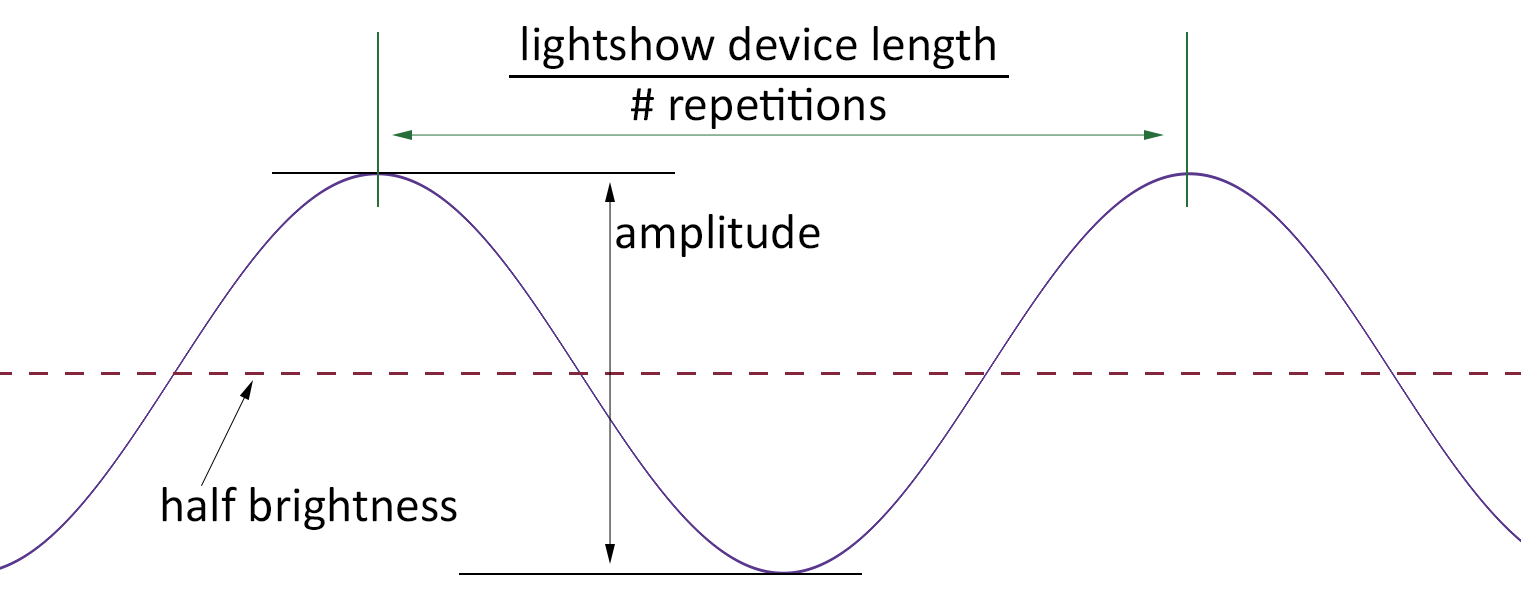 lightshow device length
# repetitions
amplitude
half brightness